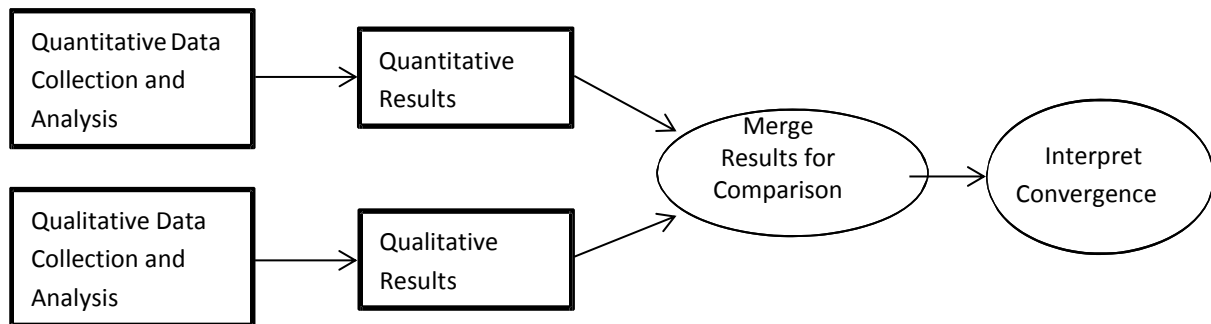 Quantitative Data
Collection and
Analysis
Quantitative
Results
Qualitative Data
Collection and
Analysis
Qualitative
Results
Merge
Results for
Comparison
Interpret
Convergence